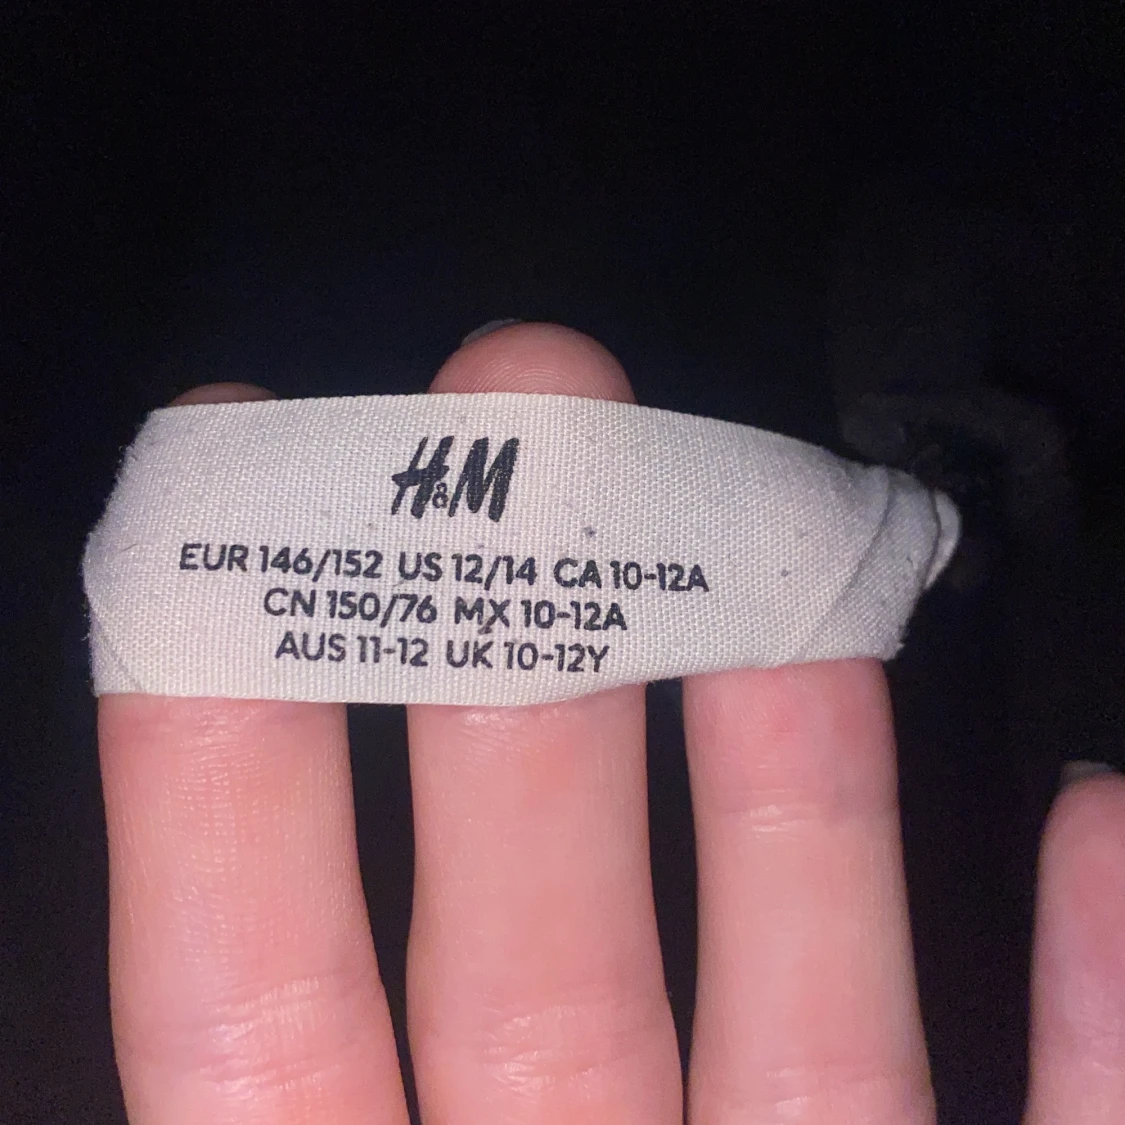 H&M
EUR 146/152 US 12/14 CA 10-12A
CN 150/76 MX 10-12A
AUS 11-12 UK 10-12Y